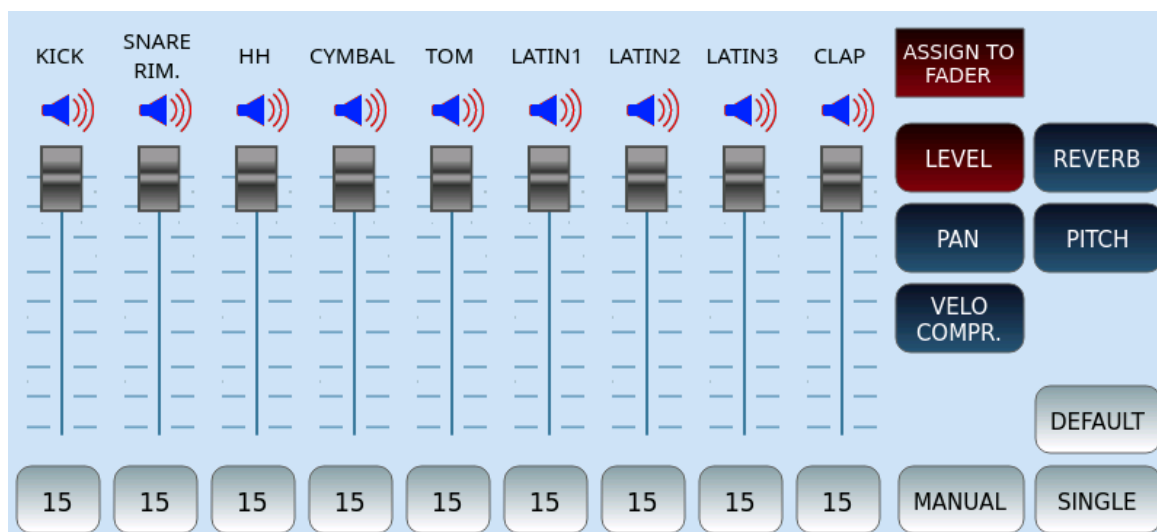 KICK
SNARE
RIM.
HH
CYMBAL
TOM
LATIN1
LATIN2
LATIN3
CLAP
ASSIGN TO
FADER
LEVEL
REVERB
PAN
PITCH
VELO
COMPR.
DEFAULT
15
15
15
15
15
15
15
15
15
MANUAL
SINGLE